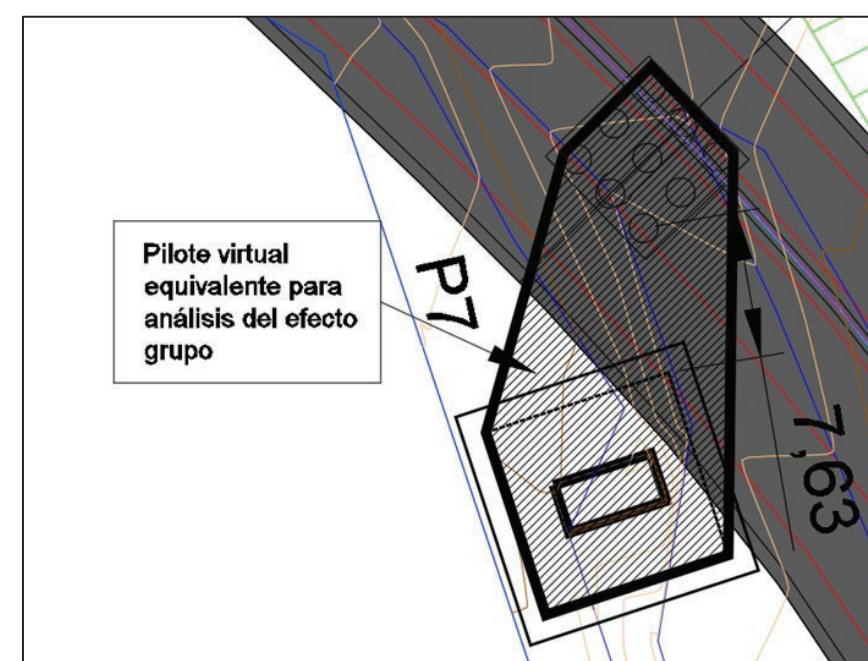 Pilote virtual
equivalente para
análisis del efecto
grupo
P7
7,63